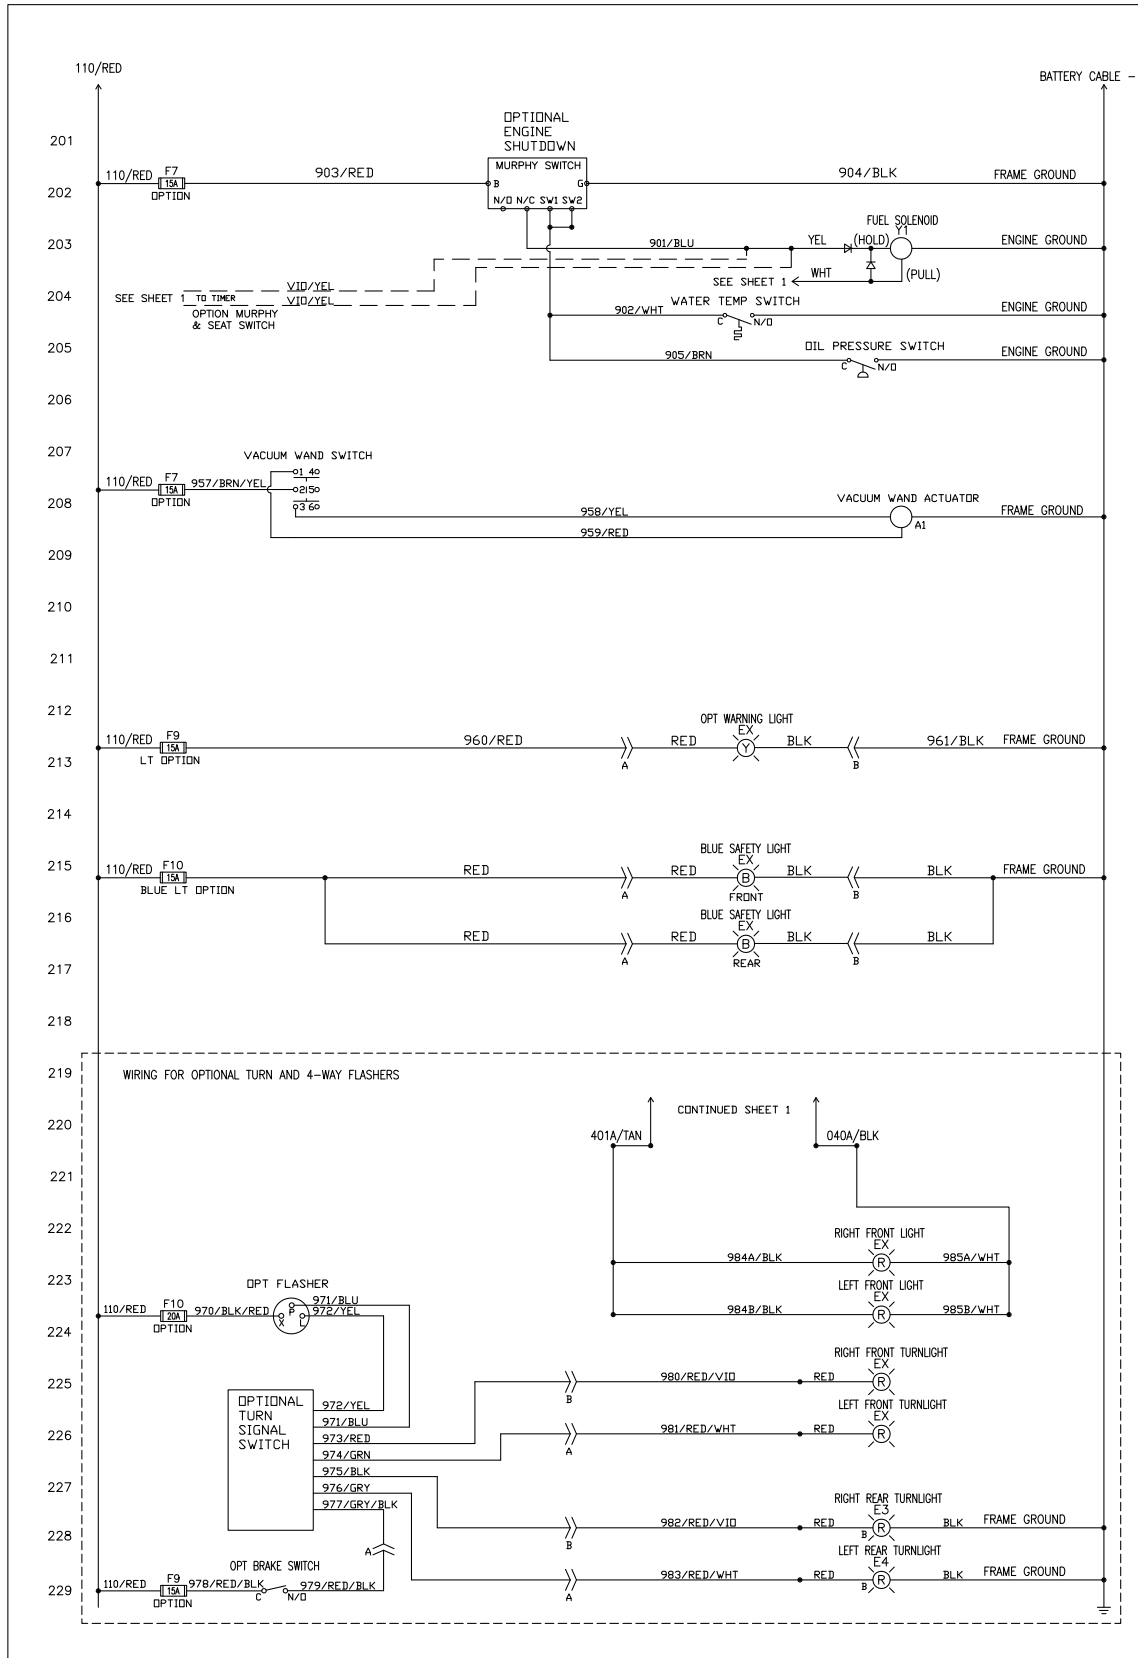 110/RED
BATTERY CABLE -
201
OPTIONAL
ENGINE
SHUTDOWN
MURPHY SWITCH
110/RED F7 903/RED B G 904/BLK FRAME GROUND
15A
202
OPTION
N/O N/C SW1 SW2
FUEL SOLENOID
Y1
203
901/BLU YEL (HOLD) ENGINE GROUND
WHT (PULL)
SEE SHEET 1
VIO/YEL
204
SEE SHEET 1 TO TIMER VIO/YEL
OPTION MURPHY
& SEAT SWITCH
WATER TEMP SWITCH
902/WHT C N/O ENGINE GROUND
205
OIL PRESSURE SWITCH
905/BRN C N/O ENGINE GROUND
206
207
VACUUM WAND SWITCH
1 4
110/RED F7 957/BRN/YEL 2 5
15A
208
OPTION
3 6
VACUUM WAND ACTUATOR
958/YEL A1 FRAME GROUND
959/RED
209
210
211
212
OPT WARNING LIGHT
EX
110/RED F9 960/RED RED Y BLK 961/BLK FRAME GROUND
15A
213
LT OPTION A B
214
215
BLUE SAFETY LIGHT
EX
110/RED F10 RED RED B BLK BLK FRAME GROUND
15A
BLUE LT OPTION A FRONT B
216
BLUE SAFETY LIGHT
EX
RED RED B BLK BLK
A REAR B
217
218
219
WIRING FOR OPTIONAL TURN AND 4-WAY FLASHERS
220
CONTINUED SHEET 1
401A/TAN 040A/BLK
221
222
RIGHT FRONT LIGHT
EX
984A/BLK R 985A/WHT
223
OPT FLASHER
LEFT FRONT LIGHT
EX
984B/BLK R 985B/WHT
971/BLU
110/RED F10 970/BLK/RED X P L 972/YEL
20A
224
OPTION
RIGHT FRONT TURNLIGHT
EX
225
980/RED/VIO RED R
B
OPTIONAL
TURN
SIGNAL
SWITCH
972/YEL
971/BLU
973/RED
974/GRN
975/BLK
976/GRY
977/GRY/BLK
LEFT FRONT TURNLIGHT
EX
226
981/RED/WHT RED R
A
227
RIGHT REAR TURNLIGHT
E3
982/RED/VIO RED B R BLK FRAME GROUND
B
228
A
OPT BRAKE SWITCH
LEFT REAR TURNLIGHT
E4
983/RED/WHT RED B R BLK FRAME GROUND
A
229
110/RED F9 978/RED/BLK C N/O 979/RED/BLK
15A
OPTION